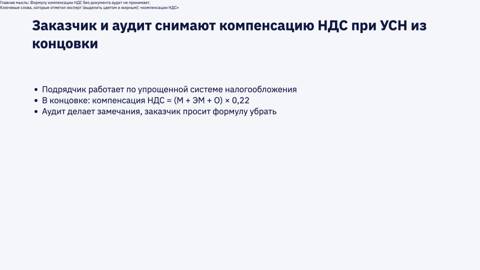 Главная мысль: Формулу компенсации НДС без документа аудит не принимает.
Ключевые слова, которые отметил эксперт (выделить цветом и жирным): «компенсации НДС»
Заказчик и аудит снимают компенсацию НДС при УСН из
концовки
• Подрядчик работает по упрощенной системе налогообложения
• В концовке: компенсация НДС = (М + ЭМ + О) × 0,22
• Аудит делает замечания, заказчик просит формулу убрать